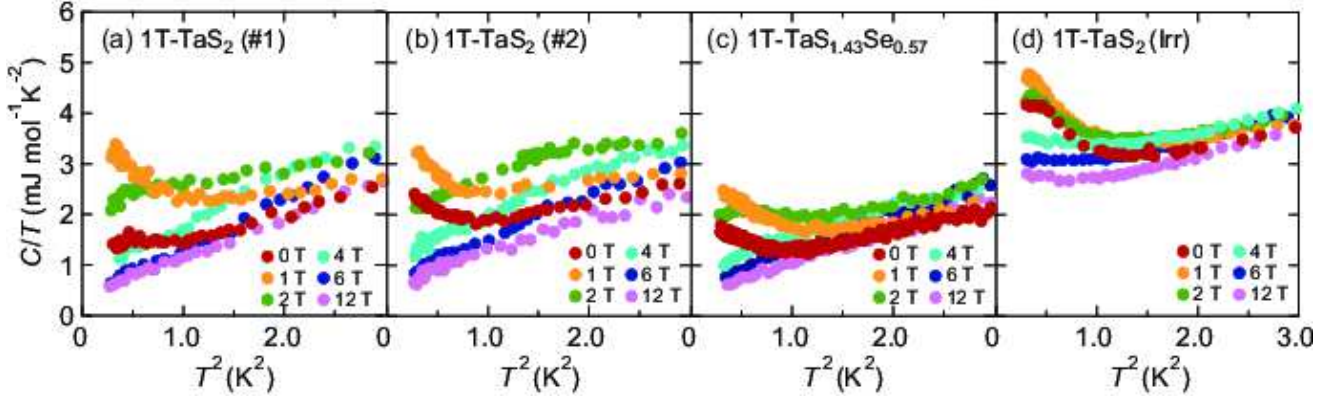 6
5
4
3
2
1
0
C/T (mJ mol⁻¹K⁻²)
(a) 1T-TaS₂ (#1)
0 T
1 T
2 T
4 T
6 T
12 T
0
1.0
2.0
T² (K²)
(b) 1T-TaS₂ (#2)
0 T
1 T
2 T
4 T
6 T
12 T
0
1.0
2.0
T² (K²)
(c) 1T-TaS₁.₄₃Se₀.₅₇
0 T
1 T
2 T
4 T
6 T
12 T
0
1.0
2.0
T² (K²)
(d) 1T-TaS₂ (Irr)
0 T
1 T
2 T
4 T
6 T
12 T
0
1.0
2.0
3.0
T² (K²)